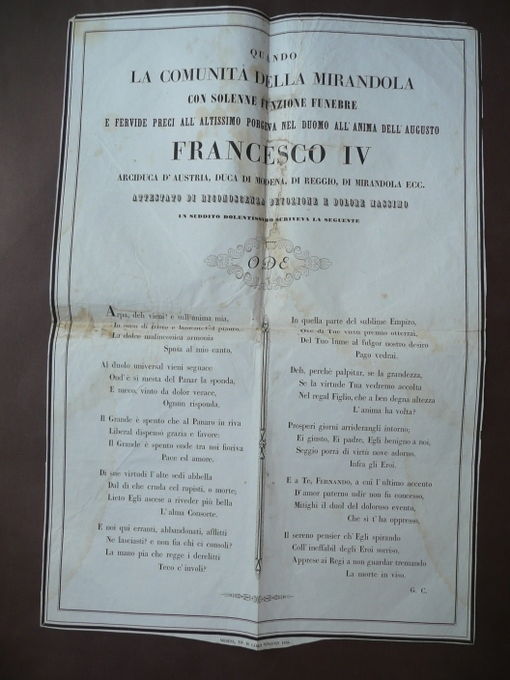 QUANDO
LA COMUNITÀ DELLA MIRANDOLA
CON SOLENNE FUNZIONE FUNEBRE
E FERVIDE PRECI ALL'ALTISSIMO PORGEVA NEL DUOMO ALL'ANIMA DELL'AUGUSTO
FRANCESCO IV
ARCIDUCA D'AUSTRIA, DUCA DI MODENA, DI REGGIO, DI MIRANDOLA ECC.
ATTESTATO DI RICONOSCENZA DEVOZIONE E DOLORE MASSIMO
UN SUDDITO DOLENTISSIMO SCRIVEVA LA SEGUENTE
ODE
Arpa, deh vieni! e sull'anima mia,
In suon di
La dolce malinconica armonia
Sposa al mio canto.
Al duolo universal vieni seguace
Ond'è sì mesta del Panar la sponda,
E meco, vinto da dolor verace,
Ognun risponda.
Il Grande è spento che al Panaro in riva
Liberal dispensò grazia e favore:
Il Grande è spento onde tra noi fioriva
Pace ed amore.
Di sue virtudi l'alte sedi abbella
Dal dì che cruda cel rapisti, o morte;
Lieto Egli ascese a riveder più bella
L'alma Consorte.
E noi qui erranti, abbandonati, afflitti
Ne lasciasti? e non fia chi ci consoli?
La mano pia che regge i derelitti
Teco c'involi?
In quella parte del sublime Empiro,
Ove di Tue virtù premio otterrai,
Del Tuo lume al fulgor nostro desiro
Pago vedrai.
Deh, perchè palpitar, se la grandezza,
Se la virtude Tua vedremo accolta
Nel regal Figlio, che a ben degna altezza
L'anima ha volta?
Prosperi giorni arriderangli intorno;
Ei giusto, Ei padre, Egli benigno a noi,
Seggio porrà di virtù nove adorno
Infra gli Eroi.
E a Te, FERNANDO, a cui l'ultimo accento
D'amor paterno udir non fu concesso,
Mitighi il duol del doloroso evento,
Che sì t'ha oppresso,
Il sereno pensier ch'Egli spirando
Coll'ineffabil degli Eroi sorriso,
Apprese ai Regi a non guardar tremando
La morte in viso.
G. C.